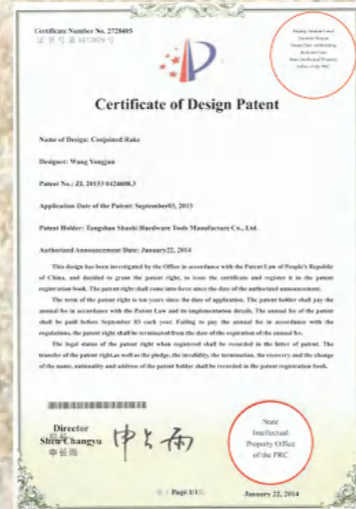 Certificate Number No. 2728405
Certificate of Design Patent
Name of Design: Conjoined Rake
Designer: Wang Yongjun
Patent No.: ZL 20133 0424608.3
Application Date of the Patent: September03, 2013
Patent Holder: Tangshan Shushi Hardware Tools Manufacture Co., Ltd.
Authorized Announcement Date: January22, 2014
This design has been investigated by the Office in accordance with the Patent Law of People's Republic
of China, and decided to grant the patent right, to issue the certificate and register it in the patent
registration book. The patent right shall come into force since the date of the authorized announcement.
The term of the patent right is ten years since the date of application. The patent holder shall pay the
annual fee in accordance with the Patent Law and its implementation details. The annual fee of the patent
shall be paid before September 03 each year. Failing to pay the annual fee in accordance with the
regulations, the patent right shall be terminated from the date of the expiration of the annual fee.
The legal status of the patent right when registered shall be recorded in the letter of patent. The
transfer of the patent right,as well as the pledge, the invalidity, the termination, the recovery and the change
of the name, nationality and address of the patent holder shall be recorded in the patent registration book.
Director
Shen Changyu
申长雨
申长雨
State
Intellectual
Property Office
of the PRC
Page 1/1
January 22, 2014